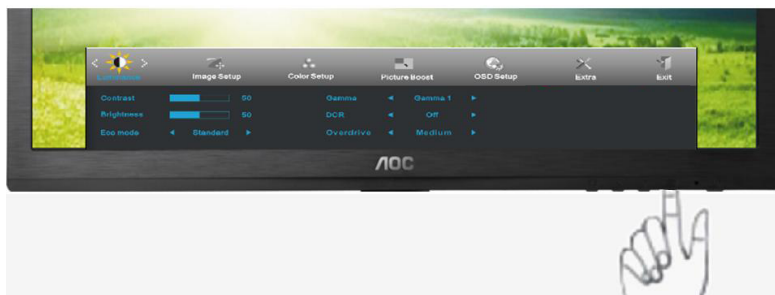 < Luminance > Image Setup Color Setup Picture Boost OSD Setup Extra Exit
Contrast 50 Gamma Gamma 1
Brightness 50 DCR Off
Eco mode Standard Overdrive Medium
AOC